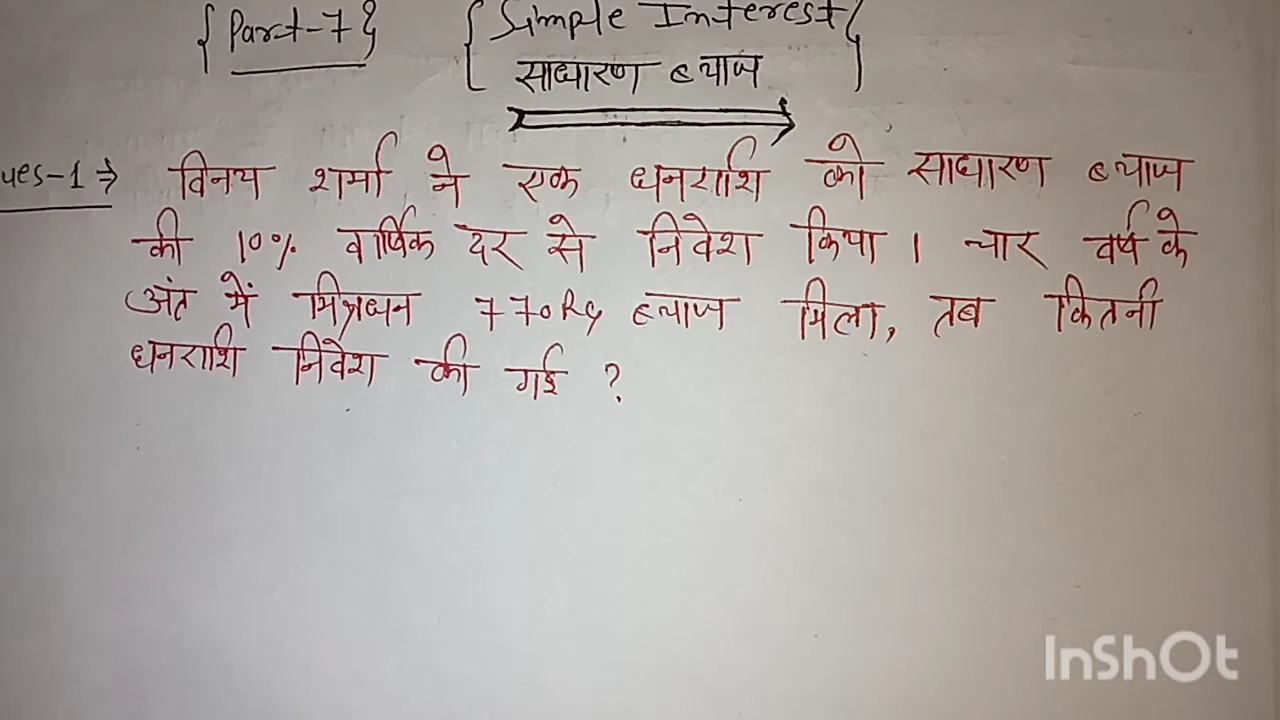 {Part-7} {Simple Interest}
साधारण ब्याज
ues-1⇒ विनय शर्मा ने एक धनराशि को साधारण ब्याज
की 10% वार्षिक दर से निवेश किया। चार वर्ष के
अंत में मिश्रधन 770Rs ब्याज मिला, तब कितनी
धनराशि निवेश की गई ?
InShOt